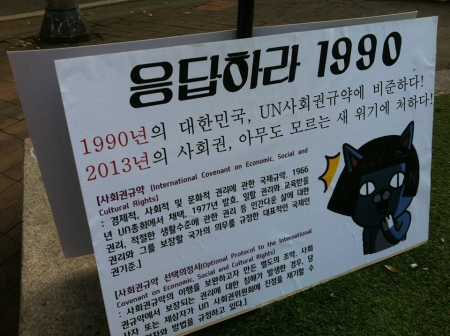 응답하라 1990
1990년의 대한민국, UN사회권규약에 비준하다!
2013년의 사회권, 아무도 모르는 새 위기에 처하다!
[사회권규약 (International Covenant on Economic, Social and
Cultural Rights)
: 경제적, 사회적 및 문화적 권리에 관한 국제규약. 1966
년 UN총회에서 채택, 1977년 발효. 일할 권리와 교육받을
권리, 적절한 생활수준에 관한 권리 등 인간다운 삶에 대한
권리와 그를 보장할 국가의 의무를 규정한 대표적인 국제인
권기준.]
[사회권규약 선택의정서(Optional Protocol to the International
Covenant on Economic, Social and Cultural Rights)
: 사회권규약의 이행을 보완하고자 만든 별도의 조약. 사회
권규약에서 보장되는 권리에 대한 침해가 발생한 경우, 당
사자 또는 제삼자가 UN 사회권위원회에 진정을 제기할 수
절차와 방법을 규정하고 있다.]